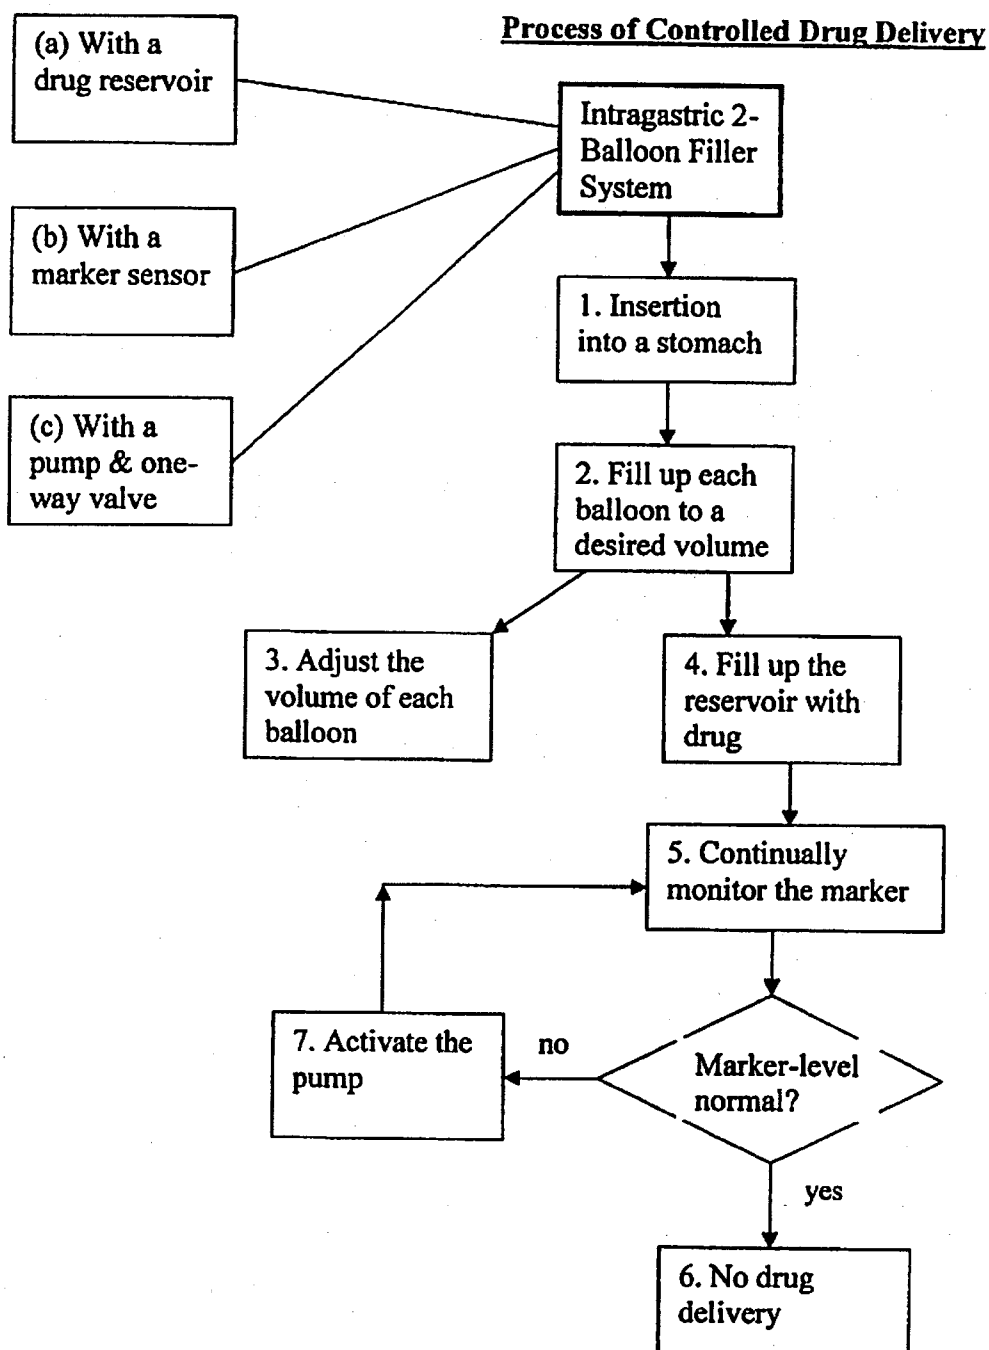 Process of Controlled Drug Delivery
(a) With a
drug reservoir
Intragastric 2-
Balloon Filler
System
(b) With a
marker sensor
1. Insertion
into a stomach
(c) With a
pump & one-
way valve
2. Fill up each
balloon to a
desired volume
3. Adjust the
volume of each
balloon
4. Fill up the
reservoir with
drug
5. Continually
monitor the marker
7. Activate the
pump
no
Marker-level
normal?
yes
6. No drug
delivery